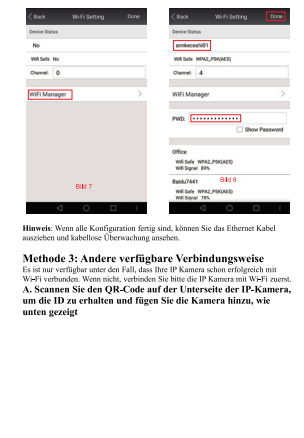 Back Wi-Fi Setting Done
Device Status
No
Wifi Safe No
Channel: 0
WiFi Manager
Bild 7
Back Wi-Fi Setting Done
Device Status
annkeceshi01
Wifi Safe WPA2_PSK(AES)
Channel: 4
WiFi Manager
PWD:
Show Password
Office
Wifi Safe WPA2_PSK(AES)
Wifi Signal 89%
Baidu7441
Bild 8
Wifi Safe WPA2_PSK(AES)
Wifi Signal 78%
Hinweis: Wenn alle Konfiguration fertig sind, können Sie das Ethernet Kabel
ausziehen und kabellose Überwachung ansehen.
Methode 3: Andere verfügbare Verbindungsweise
Es ist nur verfügbar unter den Fall, dass Ihre IP Kamera schon erfolgreich mit
Wi-Fi verbunden. Wenn nicht, verbinden Sie bitte die IP Kamera mit Wi-Fi zuerst.
A. Scannen Sie den QR-Code auf der Unterseite der IP-Kamera,
um die ID zu erhalten und fügen Sie die Kamera hinzu, wie
unten gezeigt